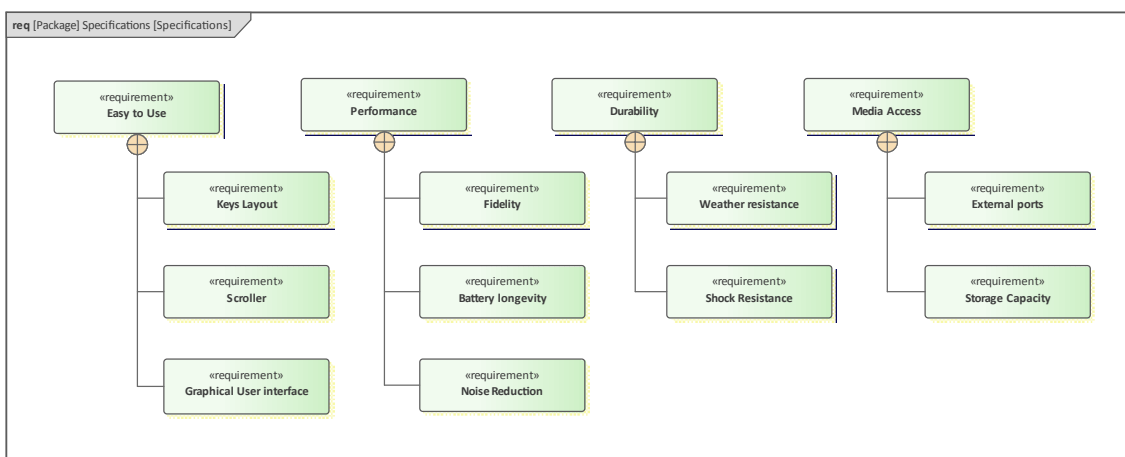 req [Package] Specifications [Specifications]
«requirement»
Easy to Use
«requirement»
Keys Layout
«requirement»
Scroller
«requirement»
Graphical User interface
«requirement»
Performance
«requirement»
Fidelity
«requirement»
Battery longevity
«requirement»
Noise Reduction
«requirement»
Durability
«requirement»
Weather resistance
«requirement»
Shock Resistance
«requirement»
Media Access
«requirement»
External ports
«requirement»
Storage Capacity